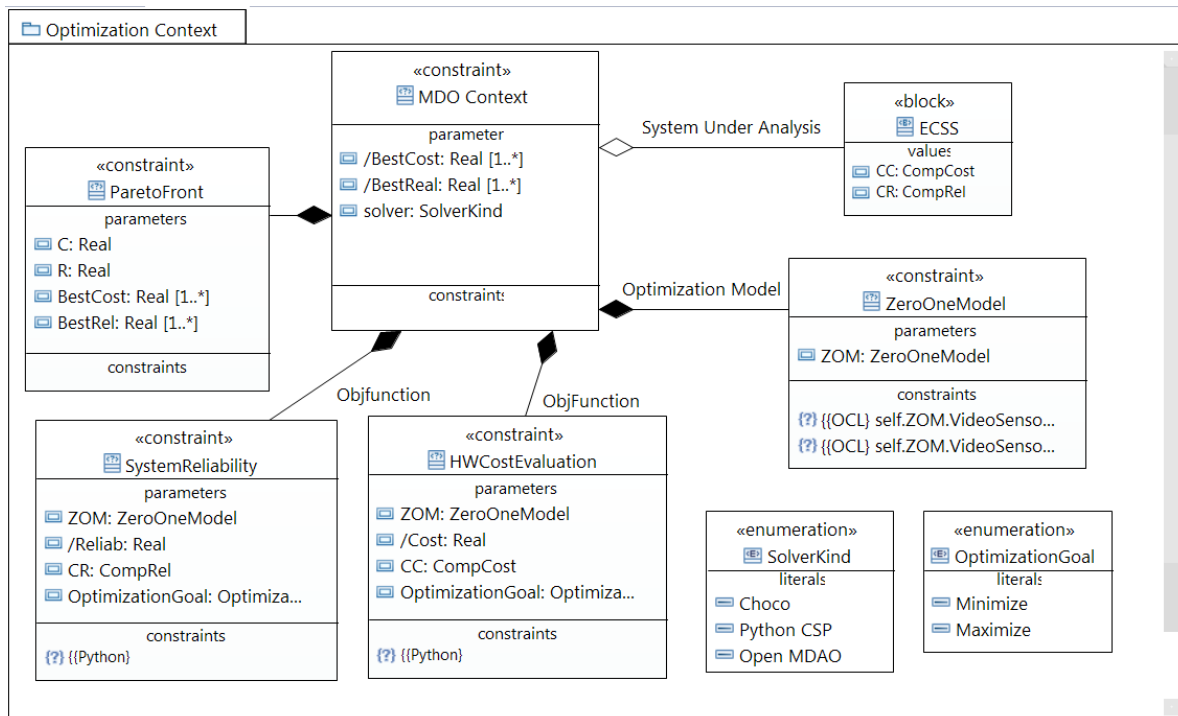 Optimization Context
«constraint»
MDO Context
parameter
/BestCost: Real [1..*]
/BestReal: Real [1..*]
solver: SolverKind
constraints
System Under Analysis
«block»
ECSS
values
CC: CompCost
CR: CompRel
«constraint»
ParetoFront
parameters
C: Real
R: Real
BestCost: Real [1..*]
BestRel: Real [1..*]
constraints
Optimization Model
«constraint»
ZeroOneModel
parameters
ZOM: ZeroOneModel
constraints
{?} {{OCL} self.ZOM.VideoSenso...
{?} {{OCL} self.ZOM.VideoSenso...
Objfunction
ObjFunction
«constraint»
SystemReliability
parameters
ZOM: ZeroOneModel
/Reliab: Real
CR: CompRel
OptimizationGoal: Optimiza...
constraints
{?} {{Python}
«constraint»
HWCostEvaluation
parameters
ZOM: ZeroOneModel
/Cost: Real
CC: CompCost
OptimizationGoal: Optimiza...
constraints
{?} {{Python}
«enumeration»
SolverKind
literals
Choco
Python CSP
Open MDAO
«enumeration»
OptimizationGoal
literals
Minimize
Maximize